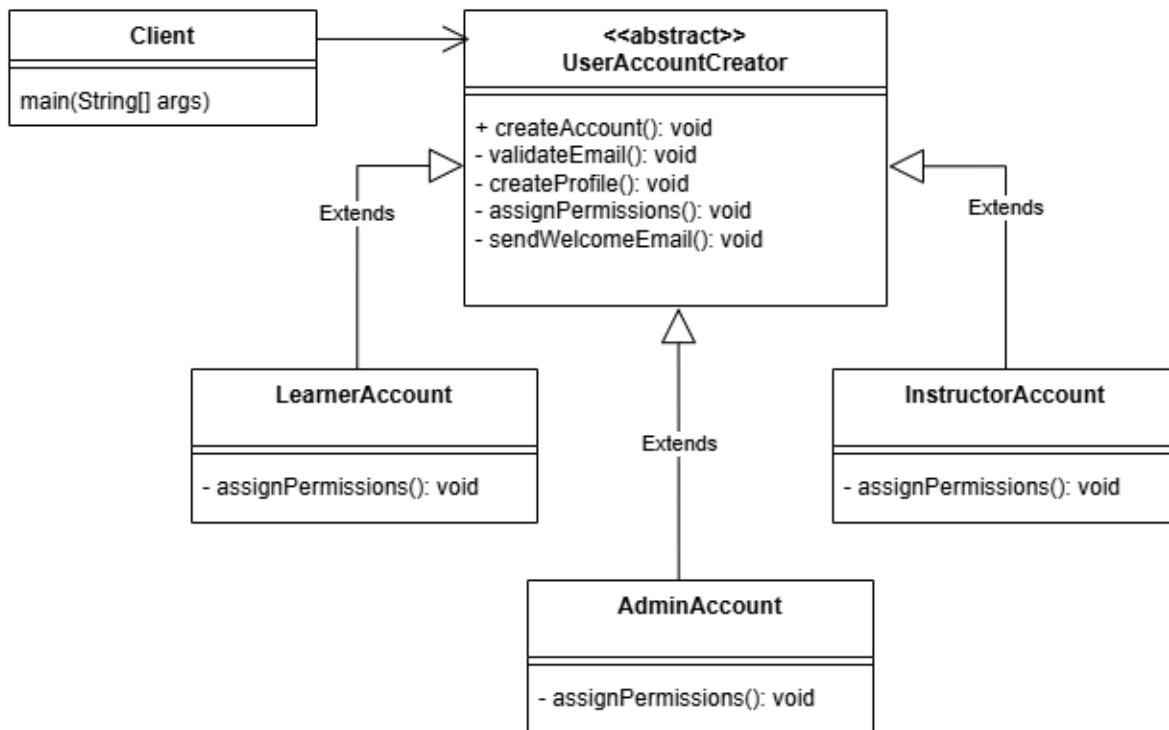 Client
main(String[] args)
<<abstract>>
UserAccountCreator
+ createAccount(): void
- validateEmail(): void
- createProfile(): void
- assignPermissions(): void
- sendWelcomeEmail(): void
Extends
Extends
LearnerAccount
- assignPermissions(): void
Extends
InstructorAccount
- assignPermissions(): void
AdminAccount
- assignPermissions(): void